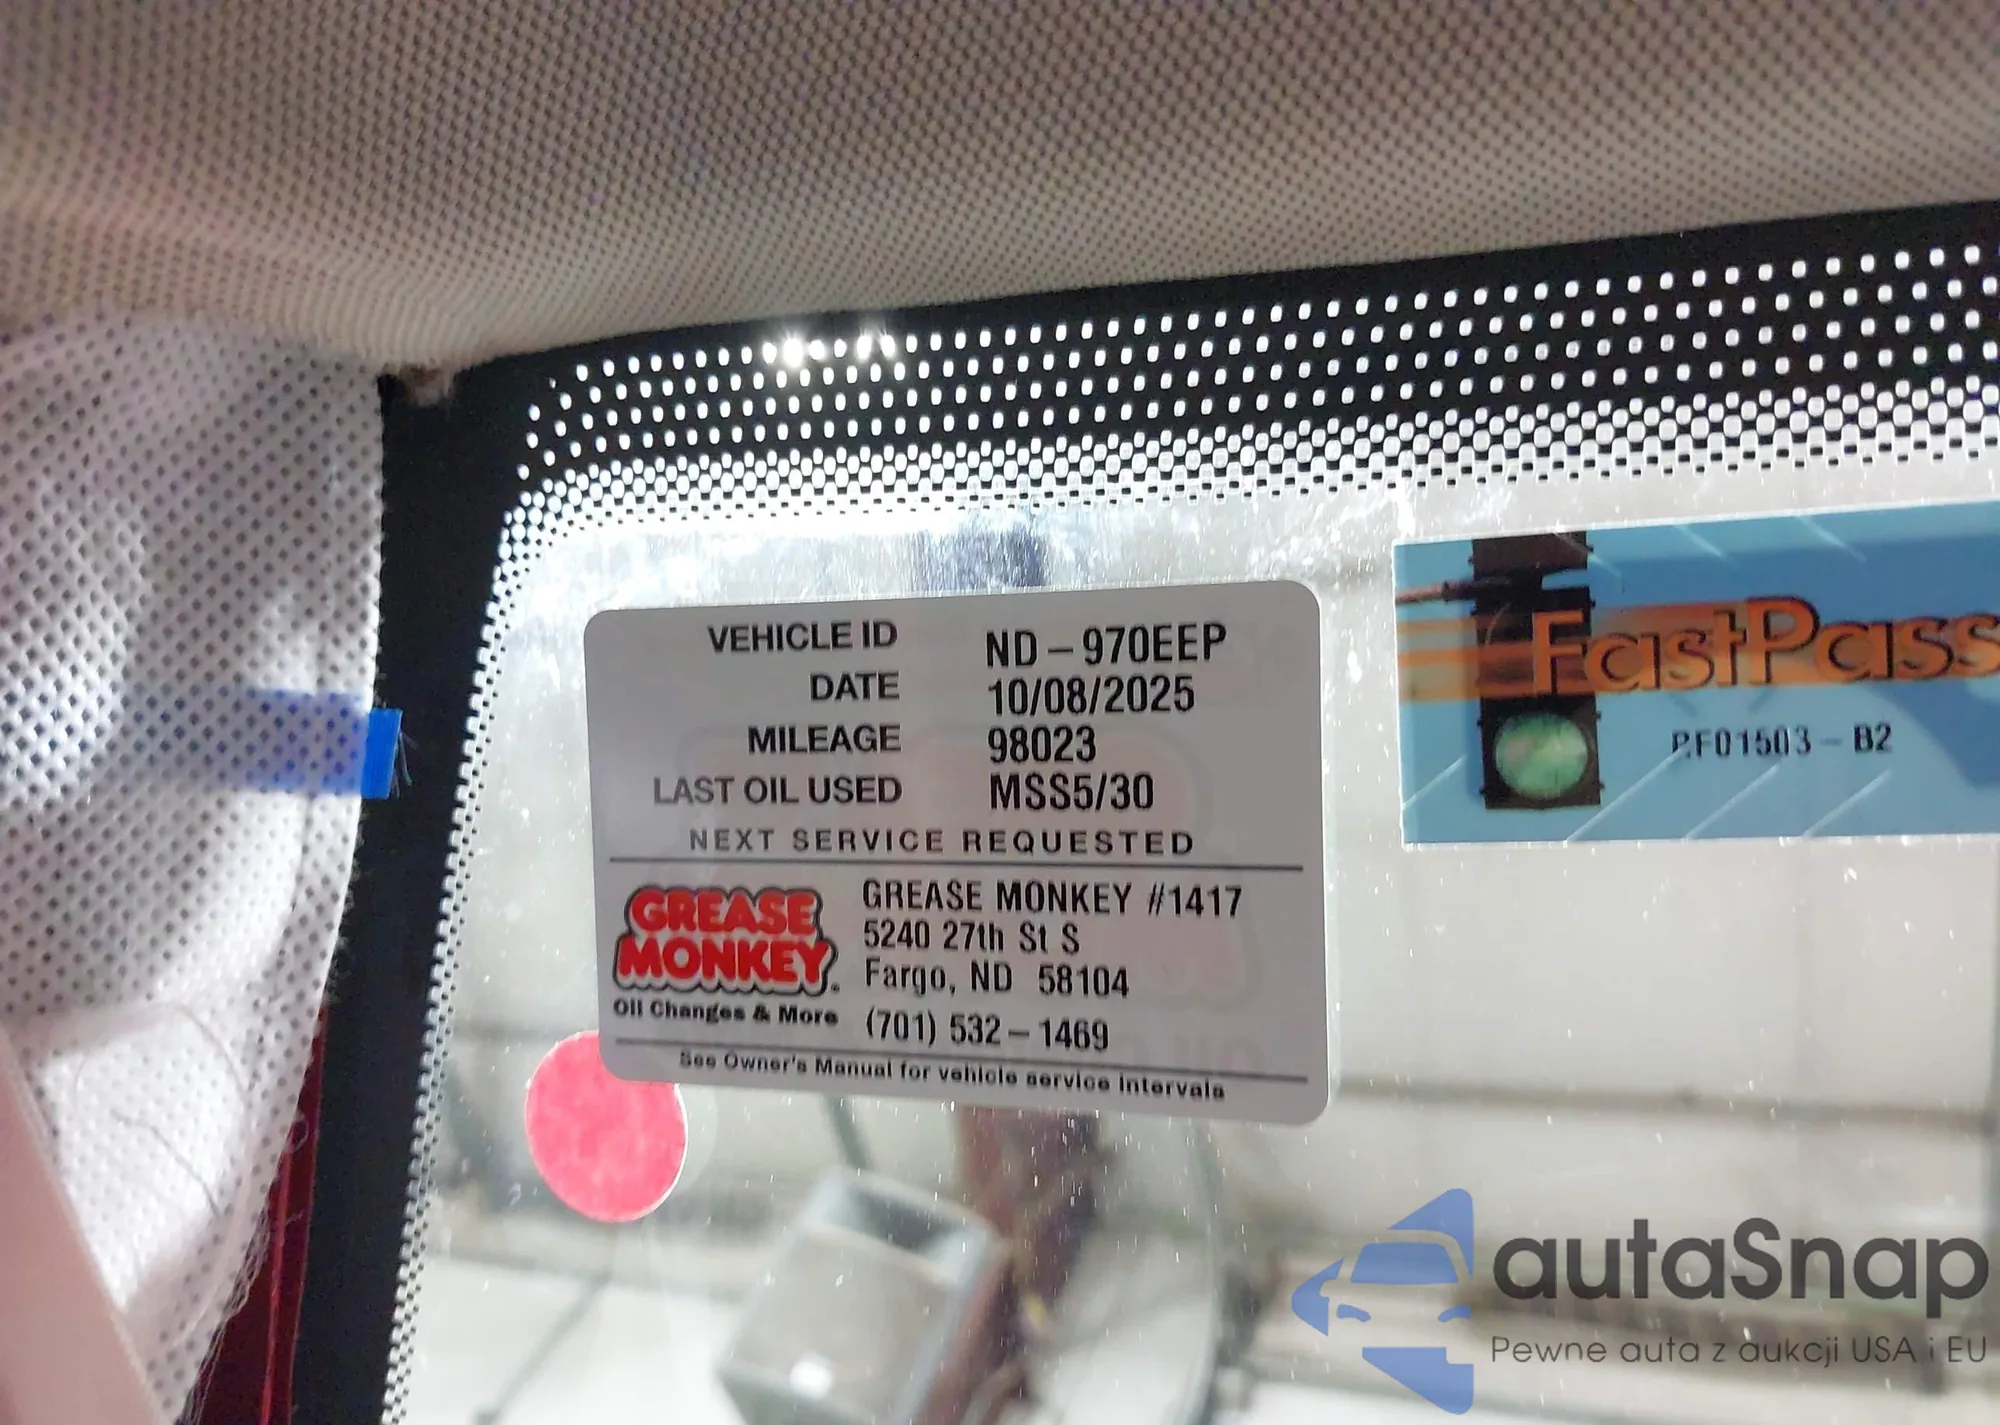 VEHICLE ID ND-970EEP
DATE 10/08/2025
MILEAGE 98023
LAST OIL USED MSS5/30
NEXT SERVICE REQUESTED
GREASE MONKEY
Oil Changes & More
GREASE MONKEY #1417
5240 27th St S
Fargo, ND 58104
(701) 532-1469
See Owner's Manual for vehicle service intervals
FastPass
RF01503-B2
autaSnap
Pewne auta z aukcji USA i EU